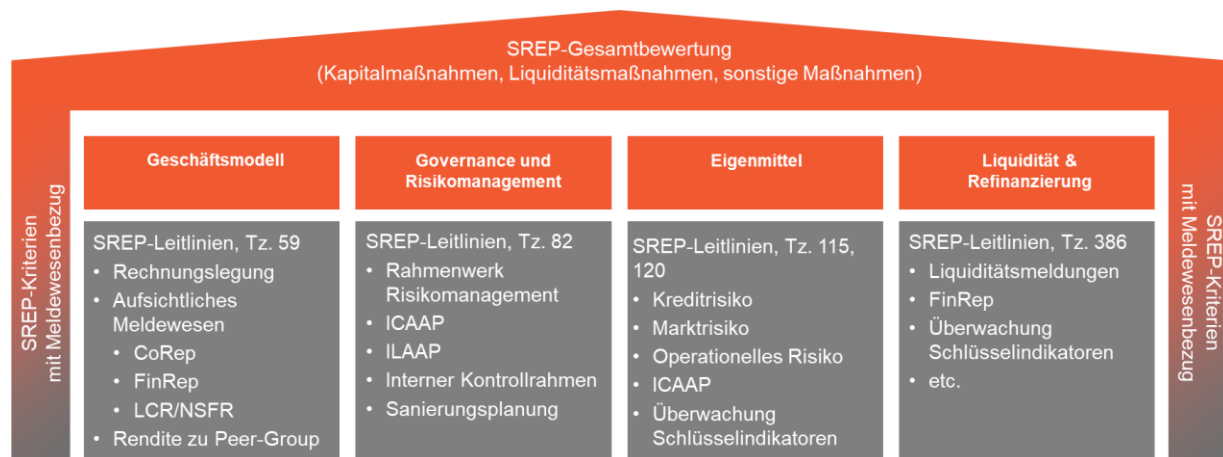 SREP-Gesamtbewertung
(Kapitalmaßnahmen, Liquiditätsmaßnahmen, sonstige Maßnahmen)
SREP-Kriterien
mit Meldewesenbezug
Geschäftsmodell
SREP-Leitlinien, Tz. 59
• Rechnungslegung
• Aufsichtliches
Meldewesen
• CoRep
• FinRep
• LCR/NSFR
• Rendite zu Peer-Group
Governance und
Risikomanagement
SREP-Leitlinien, Tz. 82
• Rahmenwerk
Risikomanagement
• ICAAP
• ILAAP
• Interner Kontrollrahmen
• Sanierungsplanung
Eigenmittel
SREP-Leitlinien, Tz. 115,
120
• Kreditrisiko
• Marktrisiko
• Operationelles Risiko
• ICAAP
• Überwachung
Schlüsselindikatoren
Liquidität &
Refinanzierung
SREP-Leitlinien, Tz. 386
• Liquiditätsmeldungen
• FinRep
• Überwachung
Schlüsselindikatoren
• etc.
SREP-Kriterien
mit Meldewesenbezug